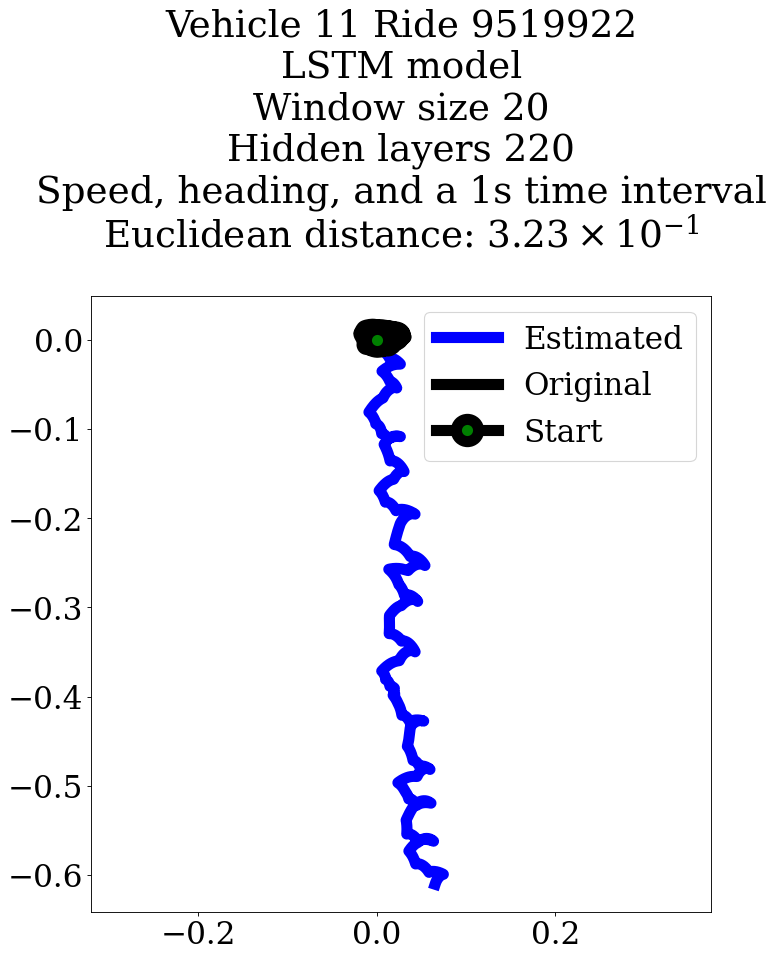 Vehicle 11 Ride 9519922
LSTM model
Window size 20
Hidden layers 220
Speed, heading, and a 1s time interval
Euclidean distance: 3.23 × 10⁻¹
Estimated
Original
Start
0.0
−0.1
−0.2
−0.3
−0.4
−0.5
−0.6
−0.2
0.0
0.2